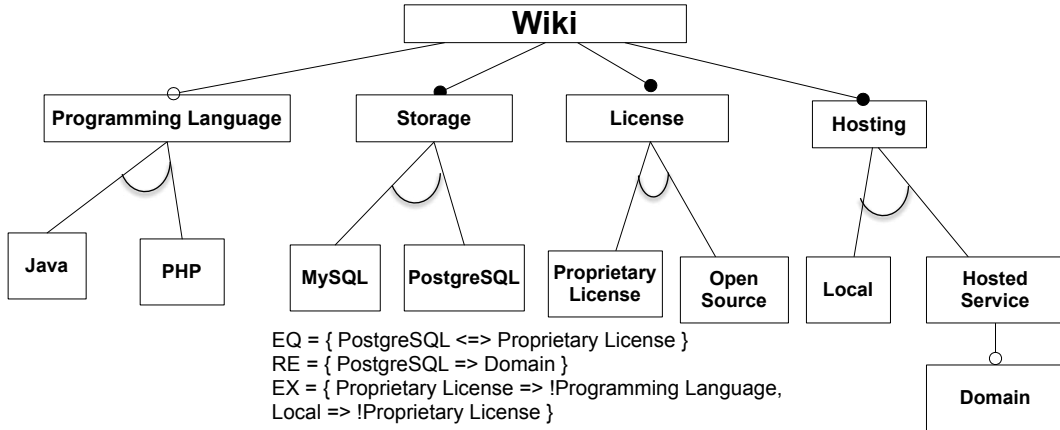 Wiki
Programming Language
Storage
License
Hosting
Java
PHP
MySQL
PostgreSQL
Proprietary
License
Open
Source
Local
Hosted
Service
Domain
EQ = { PostgreSQL <=> Proprietary License }
RE = { PostgreSQL => Domain }
EX = { Proprietary License => !Programming Language,
Local => !Proprietary License }